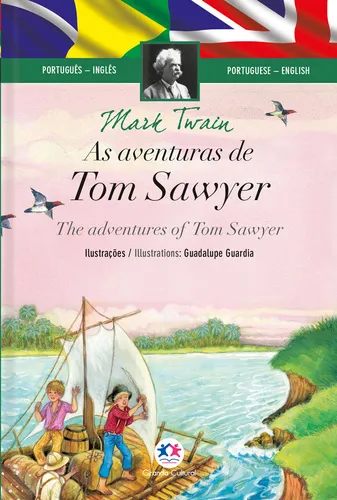 PORTUGUÊS – INGLÊS
PORTUGUESE – ENGLISH
Mark Twain
As aventuras de
Tom Sawyer
The adventures of Tom Sawyer
Ilustrações / Illustrations: Guadalupe Guardia
Ciranda Cultural